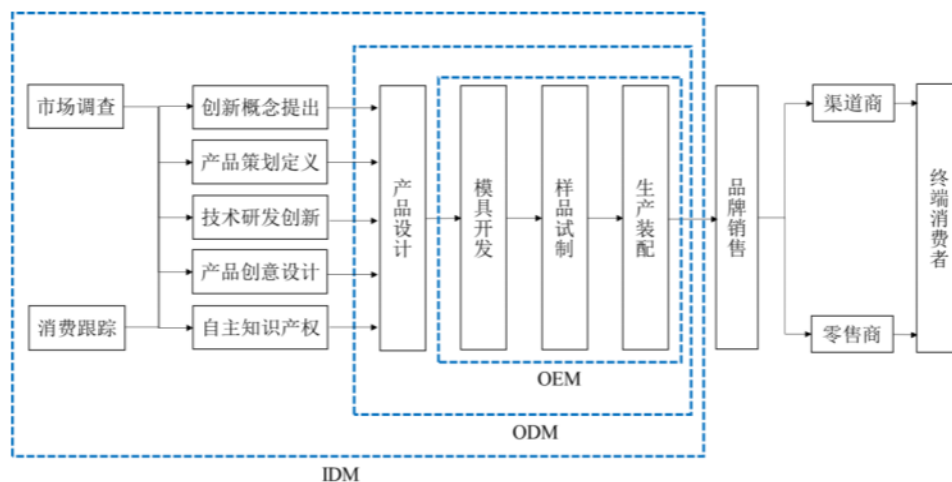 市场调查
消费跟踪
创新概念提出
产品策划定义
技术研发创新
产品创意设计
自主知识产权
产品设计
模具开发
样品试制
生产装配
品牌销售
渠道商
零售商
终端消费者
OEM
ODM
IDM